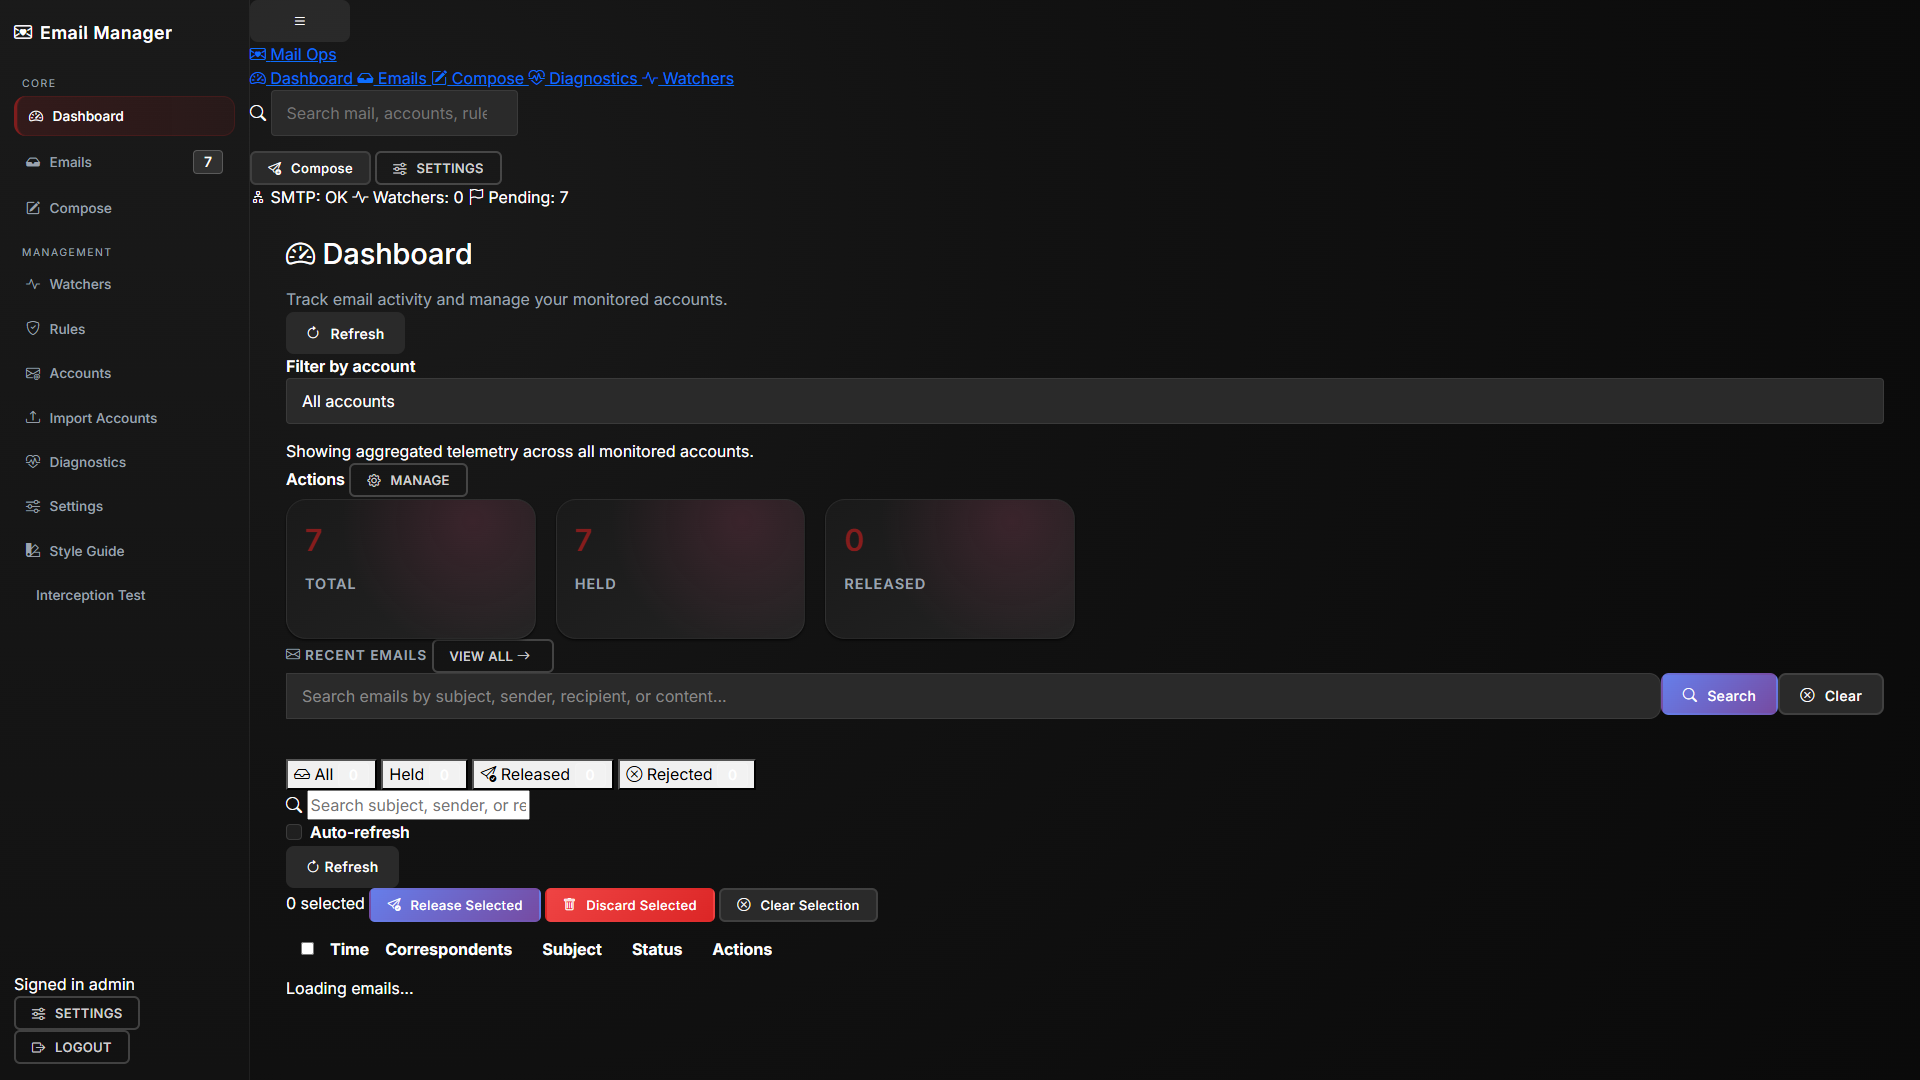 Email Manager
CORE
Dashboard
Emails 7
Compose
MANAGEMENT
Watchers
Rules
Accounts
Import Accounts
Diagnostics
Settings
Style Guide
Interception Test
Signed in admin
SETTINGS
LOGOUT
Mail Ops
Dashboard Emails Compose Diagnostics Watchers
Search mail, accounts, rule
Compose SETTINGS
SMTP: OK Watchers: 0 Pending: 7
Dashboard
Track email activity and manage your monitored accounts.
Refresh
Filter by account
All accounts
Showing aggregated telemetry across all monitored accounts.
Actions MANAGE
7
TOTAL
7
HELD
0
RELEASED
RECENT EMAILS VIEW ALL →
Search emails by subject, sender, recipient, or content... Search Clear
All 0 Held 0 Released 0 Rejected 0
Search subject, sender, or re
Auto-refresh
Refresh
0 selected Release Selected Discard Selected Clear Selection
Time Correspondents Subject Status Actions
Loading emails...